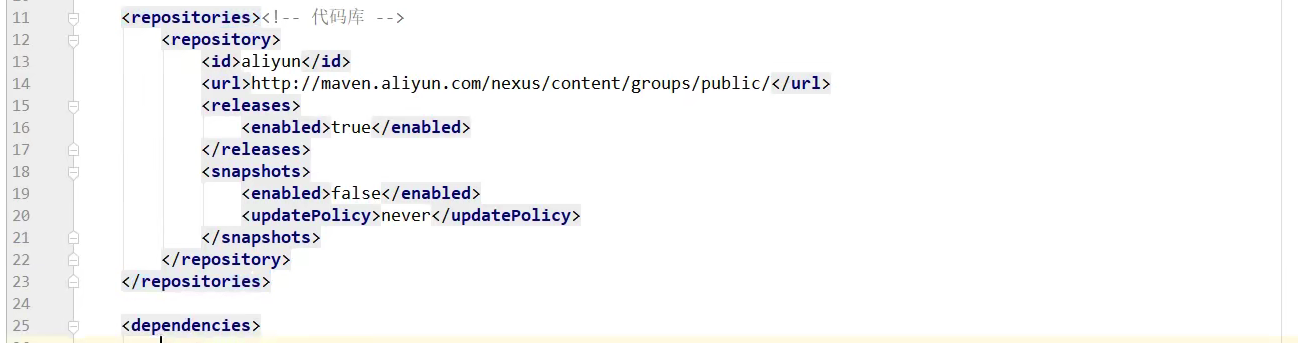 11 <repositories><!-- 代码库 -->
12 <repository>
13 <id>aliyun</id>
14 <url>http://maven.aliyun.com/nexus/content/groups/public/</url>
15 <releases>
16 <enabled>true</enabled>
17 </releases>
18 <snapshots>
19 <enabled>false</enabled>
20 <updatePolicy>never</updatePolicy>
21 </snapshots>
22 </repository>
23 </repositories>
24
25 <dependencies>